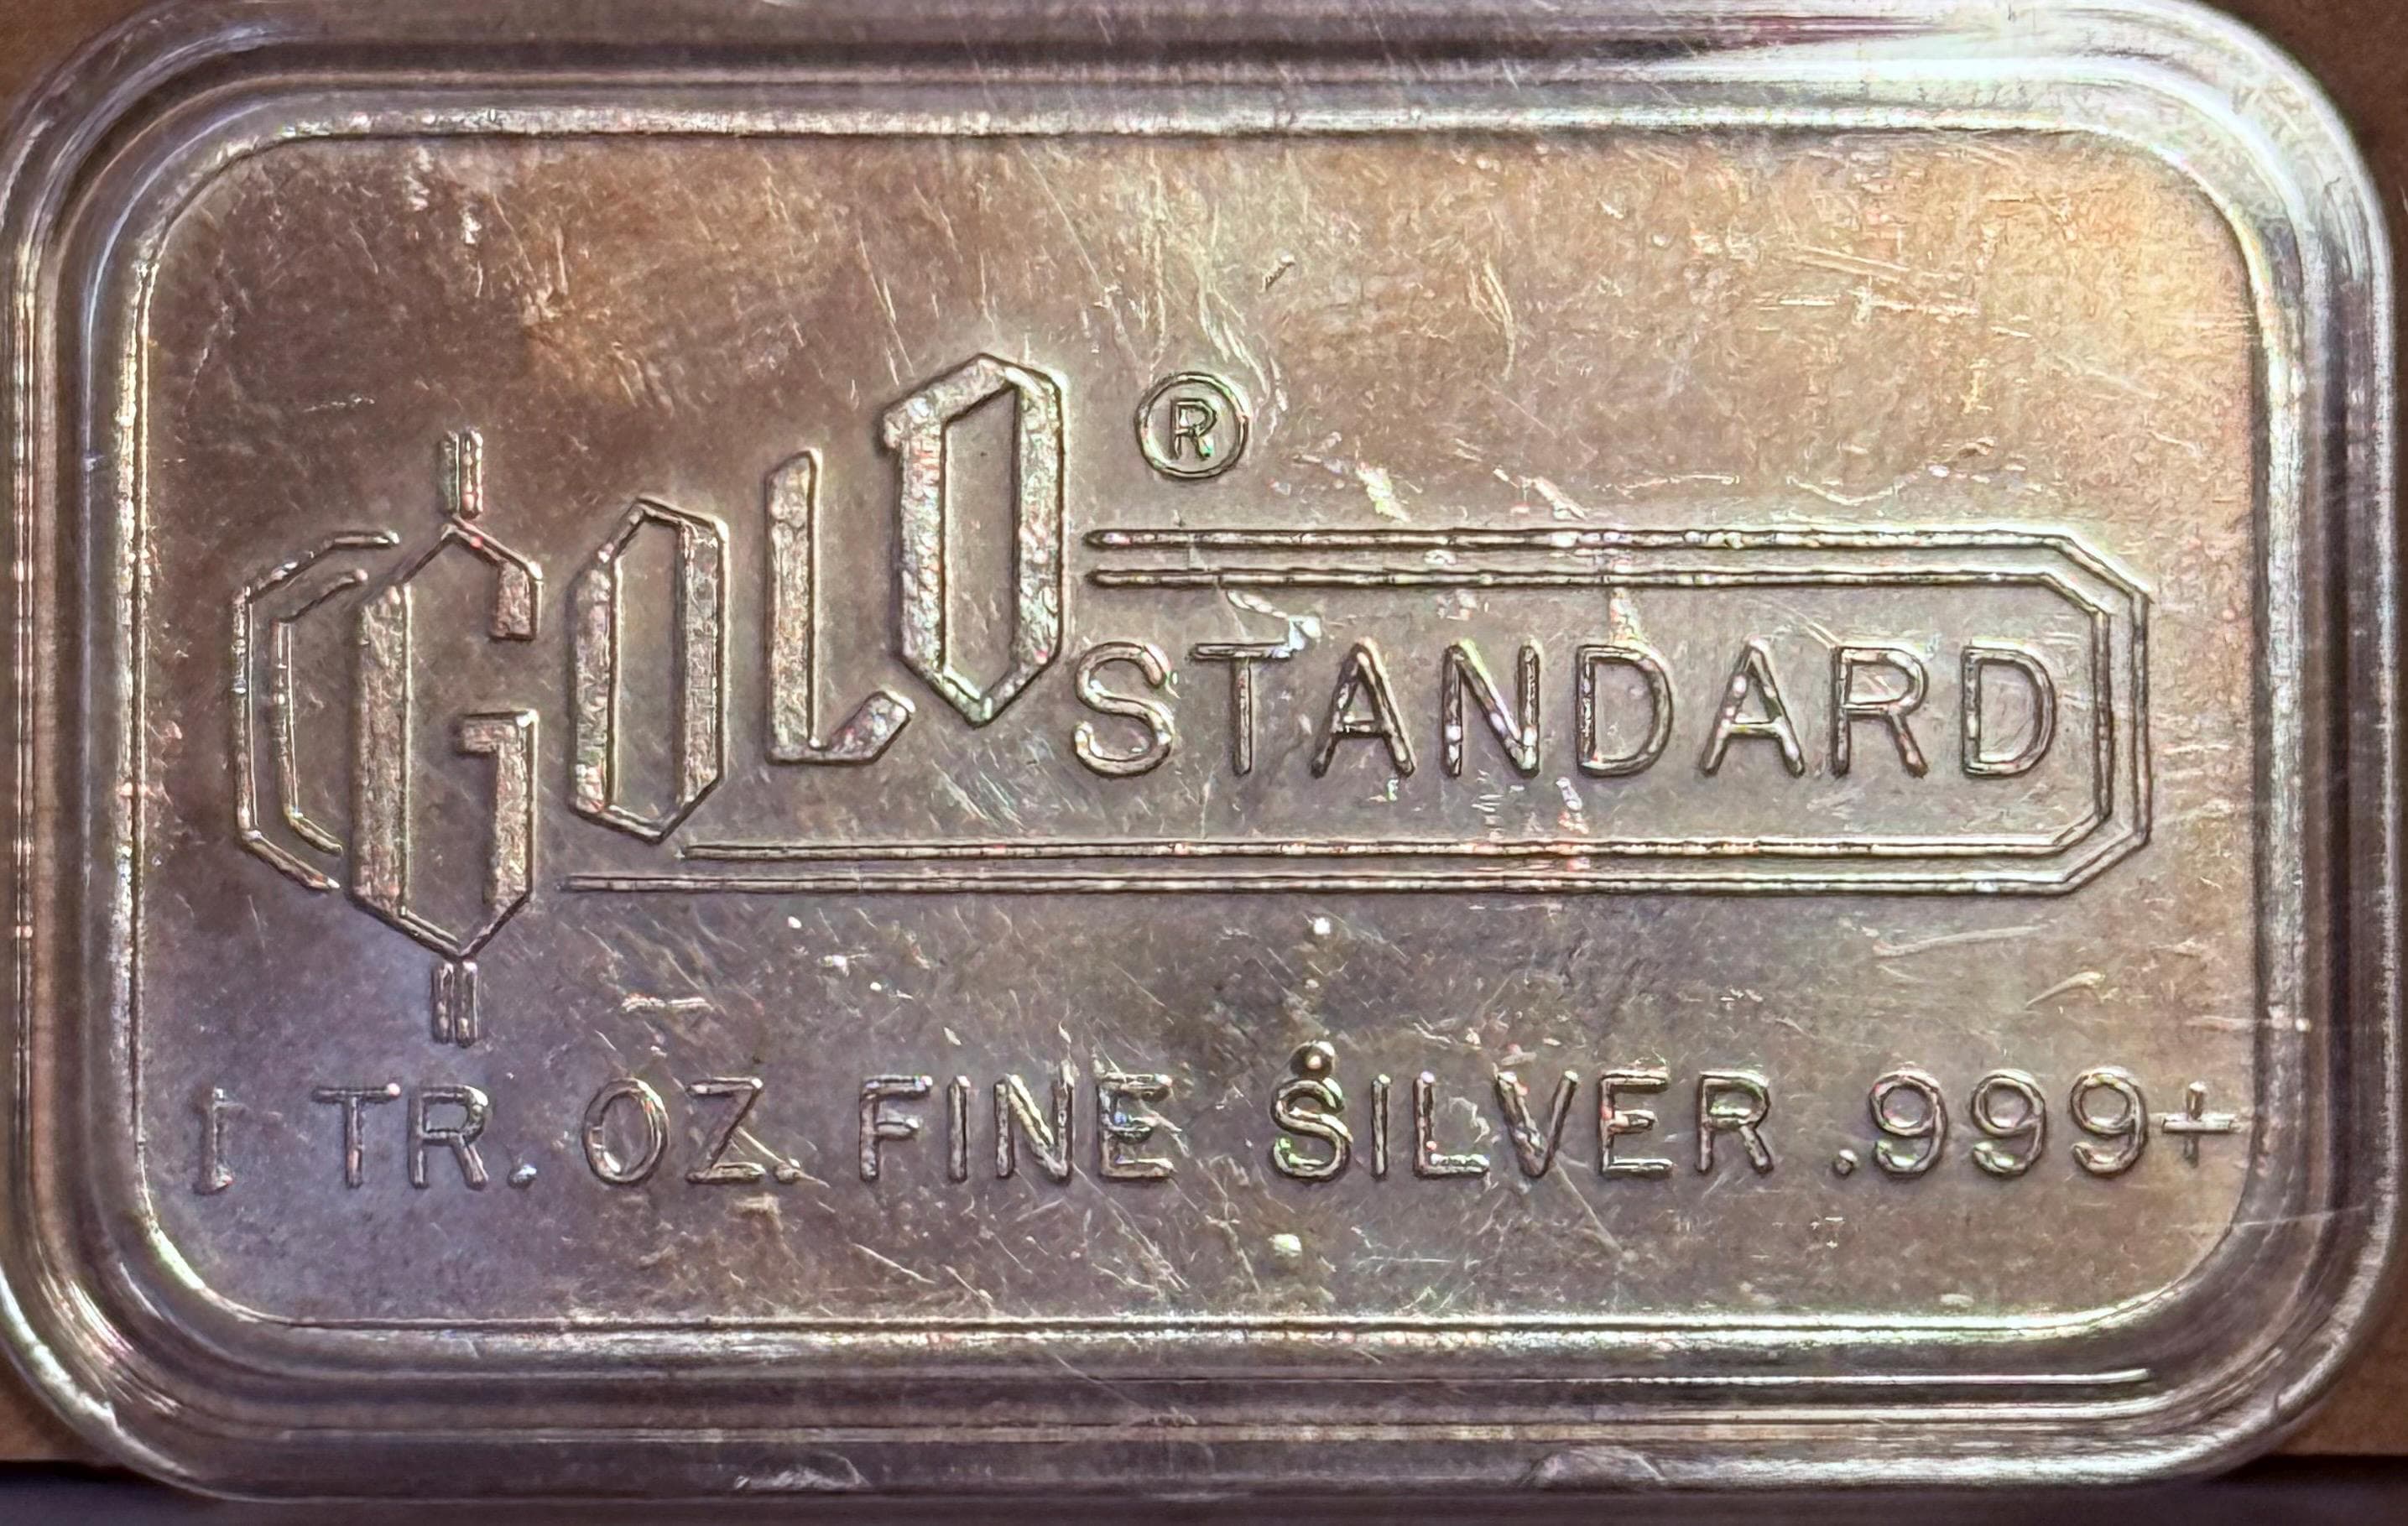 GOLD ®
STANDARD
1 TR. OZ. FINE SILVER .999+